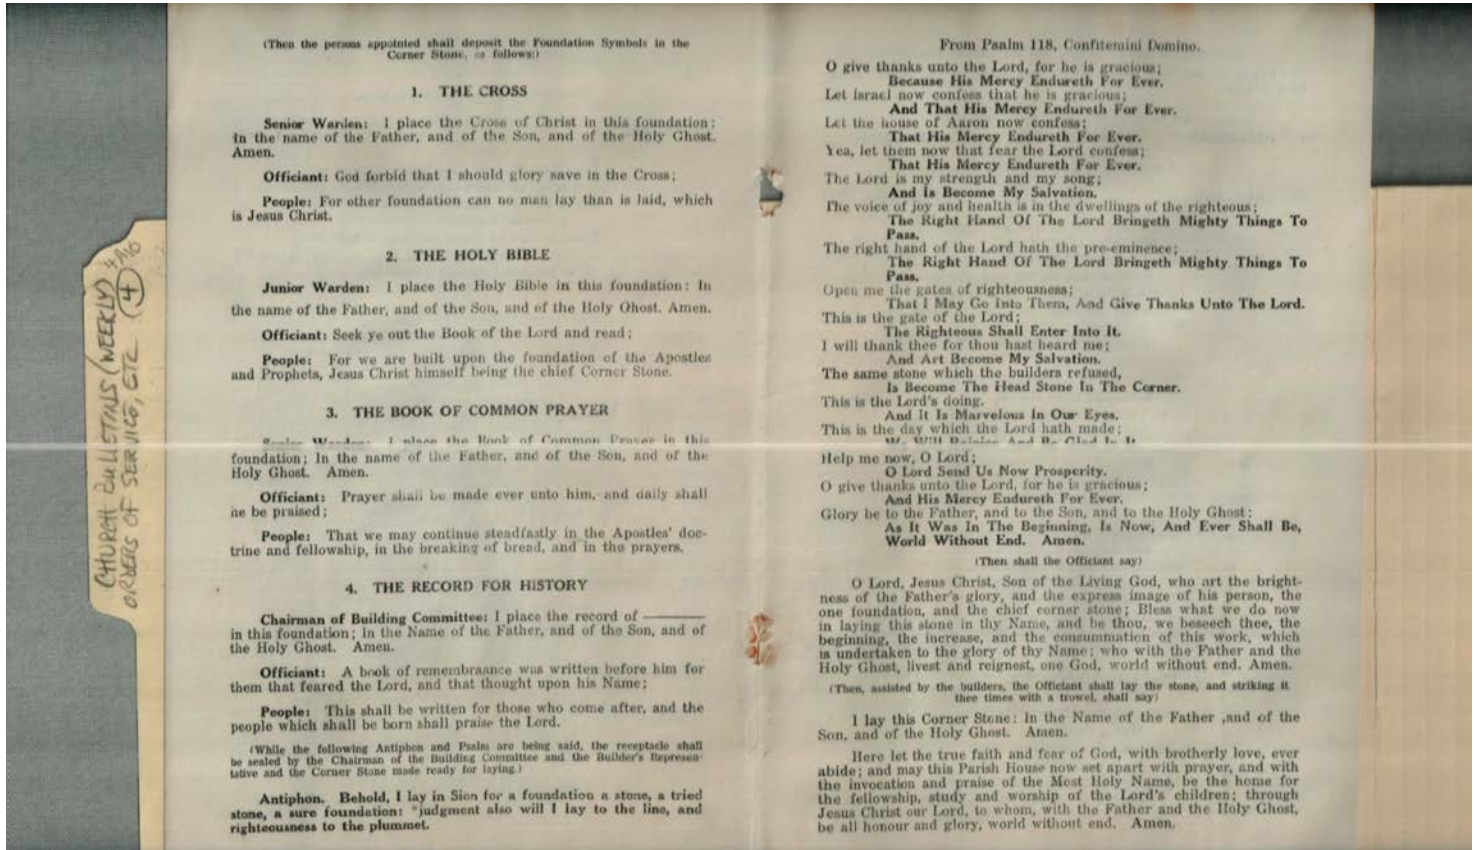 CHURCH BULLETINS (WEEKLY)
ORDERS OF SERVICE, ETC (4)
(Then the persons appointed shall deposit the Foundation Symbols in the
Corner Stone, as follows:)
1. THE CROSS
Senior Warden: I place the Cross of Christ in this foundation:
In the name of the Father, and of the Son, and of the Holy Ghost.
Amen.
Officiant: God forbid that I should glory save in the Cross;
People: For other foundation can no man lay than is laid, which
is Jesus Christ.
2. THE HOLY BIBLE
Junior Warden: I place the Holy Bible in this foundation: In
the name of the Father, and of the Son, and of the Holy Ghost. Amen.
Officiant: Seek ye out the Book of the Lord and read;
People: For we are built upon the foundation of the Apostles
and Prophets, Jesus Christ himself being the chief Corner Stone.
3. THE BOOK OF COMMON PRAYER
Senior Warden: I place the Book of Common Prayer in this
foundation; In the name of the Father, and of the Son, and of the
Holy Ghost. Amen.
Officiant: Prayer shall be made ever unto him, and daily shall
he be praised;
People: That we may continue steadfastly in the Apostles' doc-
trine and fellowship, in the breaking of bread, and in the prayers.
4. THE RECORD FOR HISTORY
Chairman of Building Committee: I place the record of ———
in this foundation; In the Name of the Father, and of the Son, and of
the Holy Ghost. Amen.
Officiant: A book of remembraance was written before him for
them that feared the Lord, and that thought upon his Name;
People: This shall be written for those who come after, and the
people which shall be born shall praise the Lord.
(While the following Antiphon and Psalm are being said, the receptacle shall
be sealed by the Chairman of the Building Committee and the Builder's Represen-
tative and the Corner Stone made ready for laying.)
Antiphon. Behold, I lay in Sion for a foundation a stone, a tried
stone, a sure foundation: *judgment also will I lay to the line, and
righteousness to the plummet.
From Psalm 118, Confitemini Domino.
O give thanks unto the Lord, for he is gracious;
Because His Mercy Endureth For Ever.
Let Israel now confess that he is gracious;
And That His Mercy Endureth For Ever.
Let the house of Aaron now confess;
That His Mercy Endureth For Ever.
Yea, let them now that fear the Lord confess;
That His Mercy Endureth For Ever.
The Lord is my strength and my song;
And Is Become My Salvation.
The voice of joy and health is in the dwellings of the righteous;
The Right Hand Of The Lord Bringeth Mighty Things To
Pass.
The right hand of the Lord hath the pre-eminence;
The Right Hand Of The Lord Bringeth Mighty Things To
Pass.
Open me the gates of righteousness;
That I May Go Into Them, And Give Thanks Unto The Lord.
This is the gate of the Lord;
The Righteous Shall Enter Into It.
I will thank thee for thou hast heard me;
And Art Become My Salvation.
The same stone which the builders refused,
Is Become The Head Stone In The Corner.
This is the Lord's doing.
And It Is Marvelous In Our Eyes.
This is the day which the Lord hath made;
We Will Rejoice And Be Glad In It
Help me now, O Lord;
O Lord Send Us Now Prosperity.
O give thanks unto the Lord, for he is gracious;
And His Mercy Endureth For Ever.
Glory be to the Father, and to the Son, and to the Holy Ghost;
As It Was In The Beginning, Is Now, And Ever Shall Be,
World Without End. Amen.
(Then shall the Officiant say)
O Lord, Jesus Christ, Son of the Living God, who art the bright-
ness of the Father's glory, and the express image of his person, the
one foundation, and the chief corner stone; Bless what we do now
in laying this stone in thy Name, and be thou, we beseech thee, the
beginning, the increase, and the consummation of this work, which
is undertaken to the glory of thy Name; who with the Father and the
Holy Ghost, livest and reignest, one God, world without end. Amen.
(Then, assisted by the builders, the Officiant shall lay the stone, and striking it
thee times with a trowel, shall say)
I lay this Corner Stone: In the Name of the Father ,and of the
Son, and of the Holy Ghost. Amen.
Here let the true faith and fear of God, with brotherly love, ever
abide; and may this Parish House now set apart with prayer, and with
the invocation and praise of the Most Holy Name, be the home for
the fellowship, study and worship of the Lord's children; through
Jesus Christ our Lord, to whom, with the Father and the Holy Ghost,
be all honour and glory, world without end. Amen.